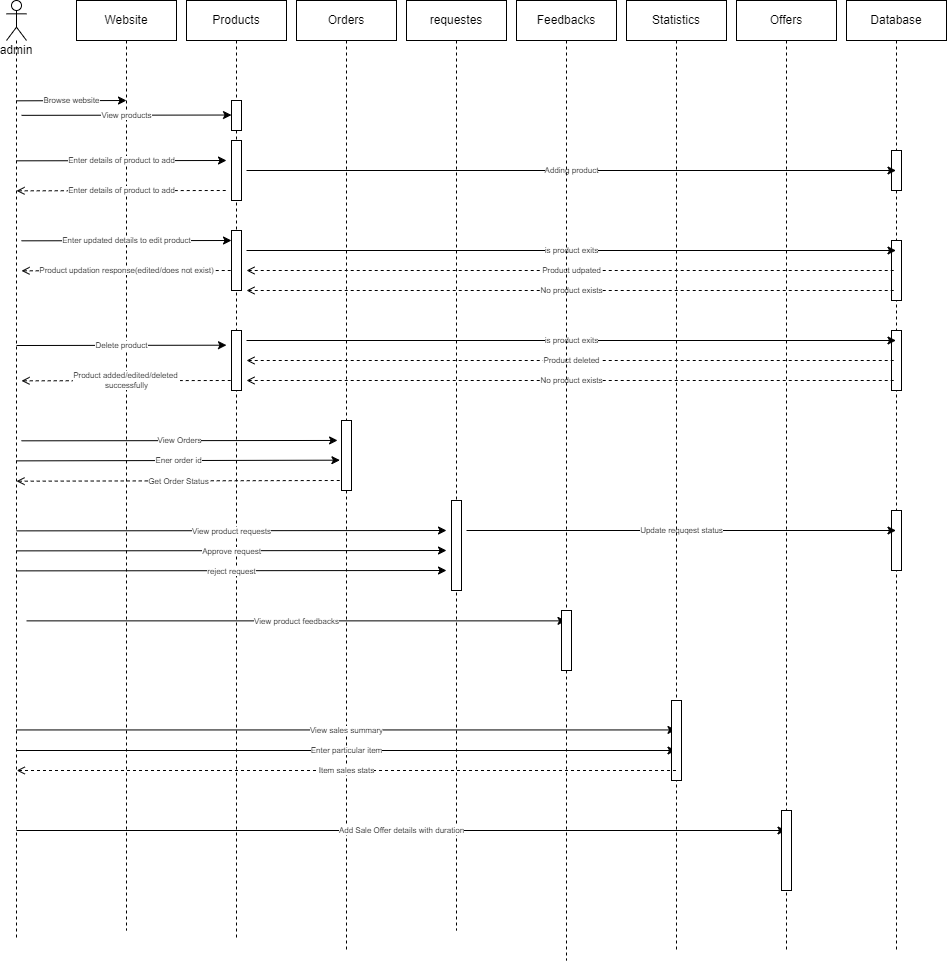 admin
Website
Products
Orders
requestes
Feedbacks
Statistics
Offers
Database
Browse website
View products
Enter details of product to add
Adding product
Enter details of product to add
Enter updated details to edit product
is product exits
Product updation response(edited/does not exist)
Product udpated
No product exists
Delete product
is product exits
Product deleted
Product added/edited/deleted
successfully
No product exists
View Orders
Ener order id
Get Order Status
View product requests
Update reguqest status
Approve request
reject request
View product feedbacks
View sales summary
Enter particular item
Item sales stats
Add Sale Offer details with duration